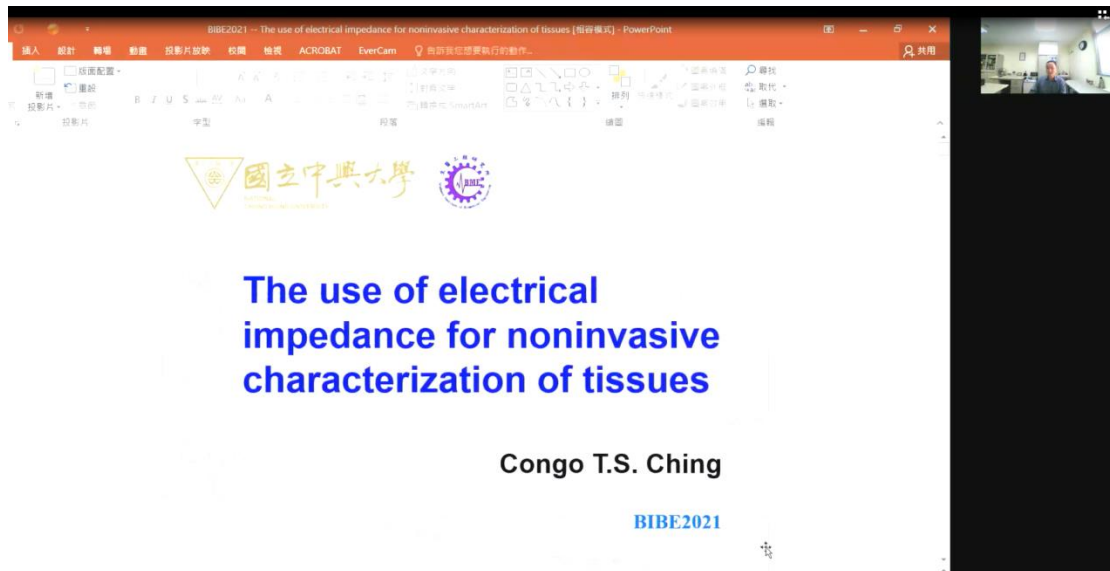 BIBE2021 -- The use of electrical impedance for noninvasive characterization of tissues [相容模式] - PowerPoint
插入 設計 轉場 動畫 投影片放映 校閱 檢視 ACROBAT EverCam 告訴我您想要執行的動作... 共用
版面配置
重設
新增
投影片
B I U S
排列
尋找
取代
選取
投影片 字型 段落 繪圖 編輯
國立中興大學
BME
The use of electrical
impedance for noninvasive
characterization of tissues
Congo T.S. Ching
BIBE2021